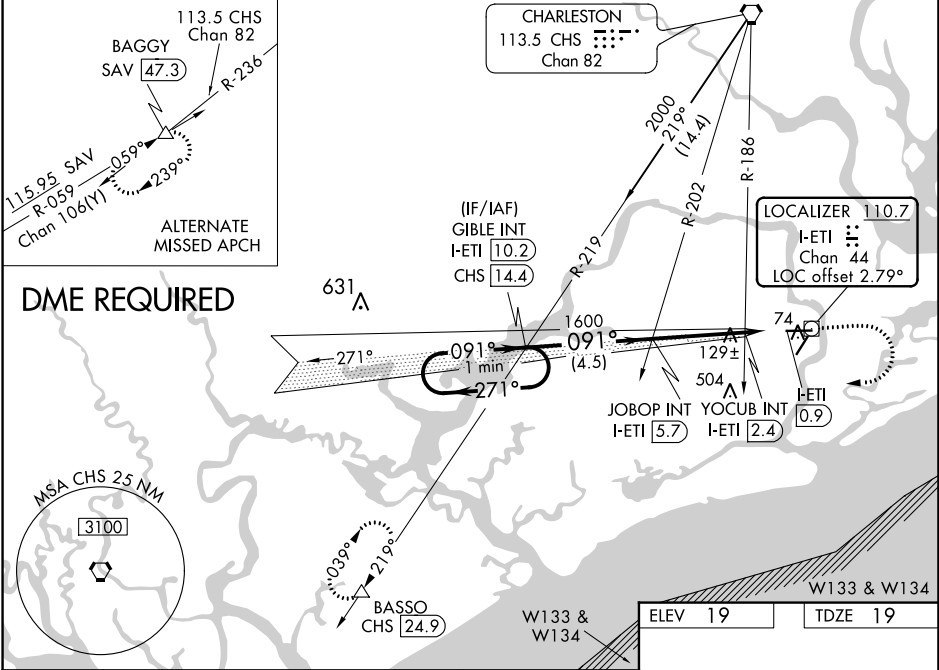 113.5 CHS
Chan 82
BAGGY
SAV 47.3
R-236
059°
239°
115.95 SAV
R-059
Chan 106(Y)
ALTERNATE
MISSED APCH
CHARLESTON
113.5 CHS
Chan 82
2000
219°
(14.4)
R-186
R-202
R-219
LOCALIZER 110.7
I-ETI
Chan 44
LOC offset 2.79°
(IF/IAF)
GIBLE INT
I-ETI 10.2
CHS 14.4
DME REQUIRED
631
1600
091°
(4.5)
271°
091°
1 min
271°
74
129±
504
JOBOP INT
I-ETI 5.7
YOCUB INT
I-ETI 2.4
I-ETI
0.9
MSA CHS 25 NM
3100
039°
219°
BASSO
CHS 24.9
W133 & W134
W133 &
W134
ELEV 19
TDZE 19